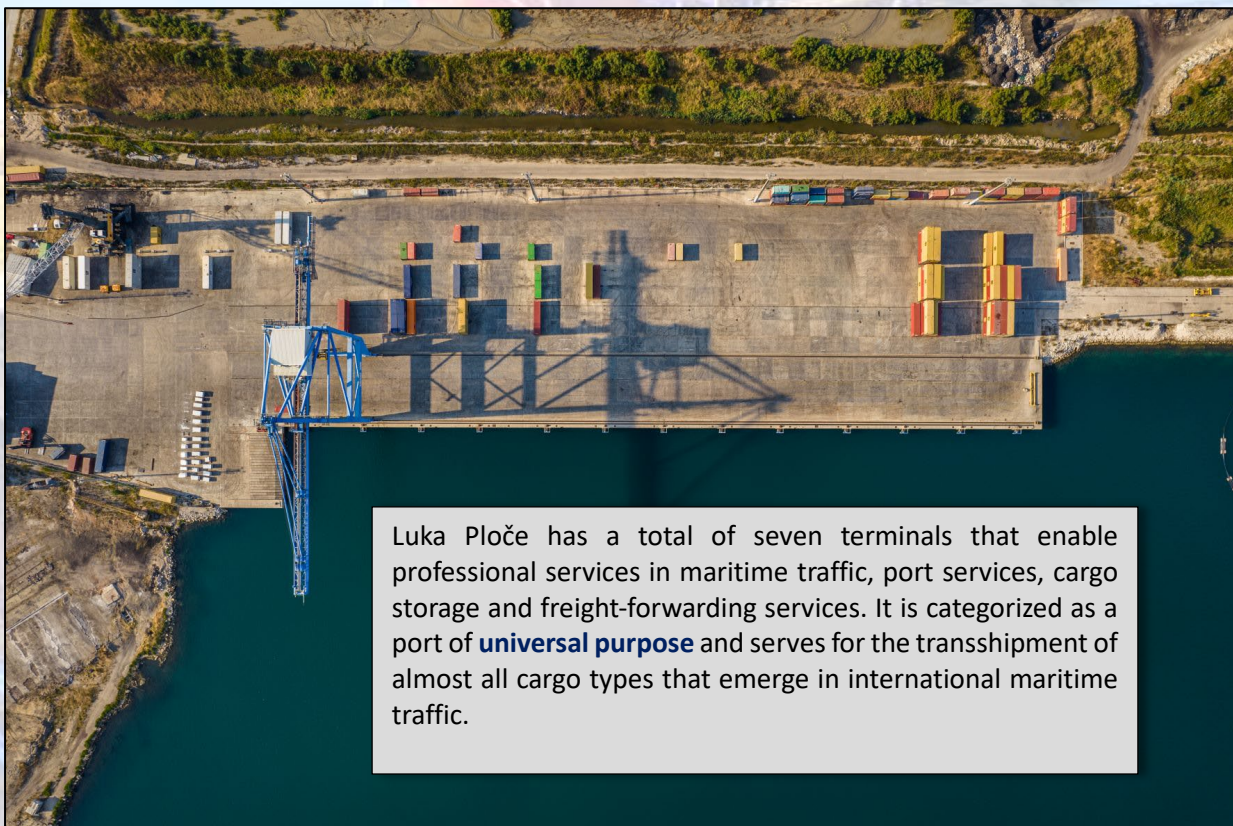 Luka Ploče has a total of seven terminals that enable
professional services in maritime traffic, port services, cargo
storage and freight-forwarding services. It is categorized as a
port of universal purpose and serves for the transshipment of
almost all cargo types that emerge in international maritime
traffic.